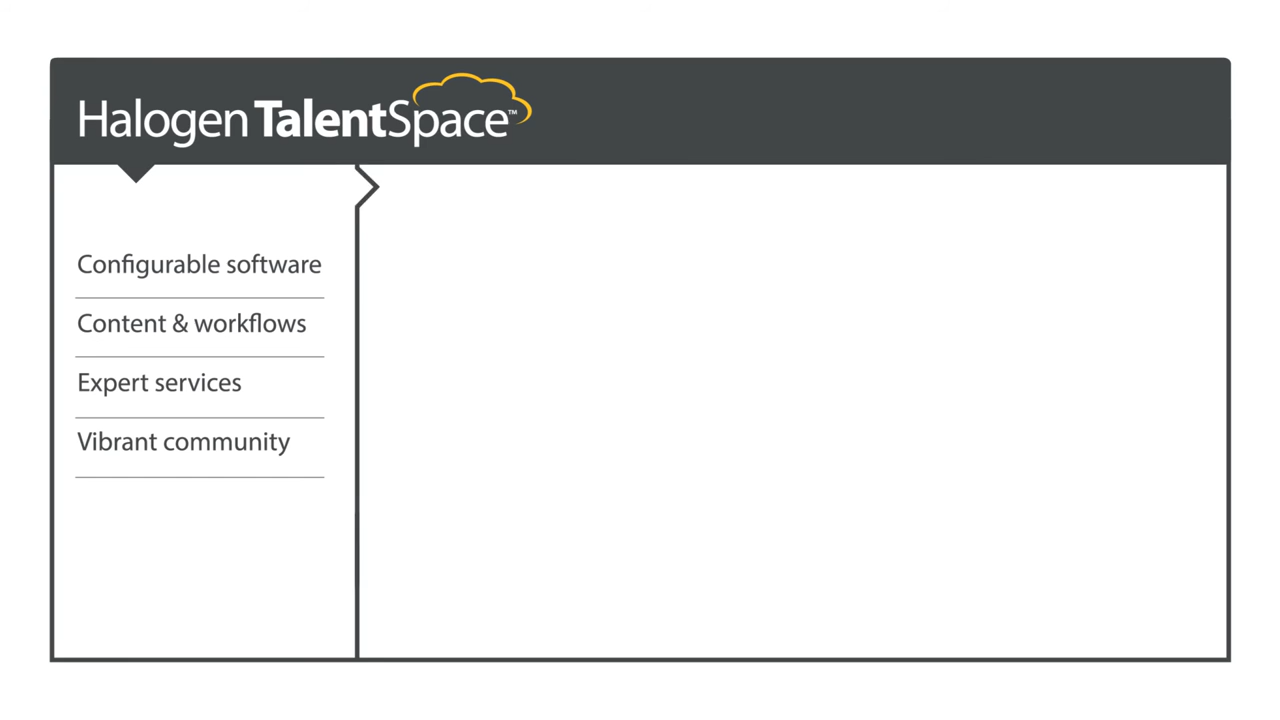 Halogen TalentSpace™
Configurable software
Content & workflows
Expert services
Vibrant community